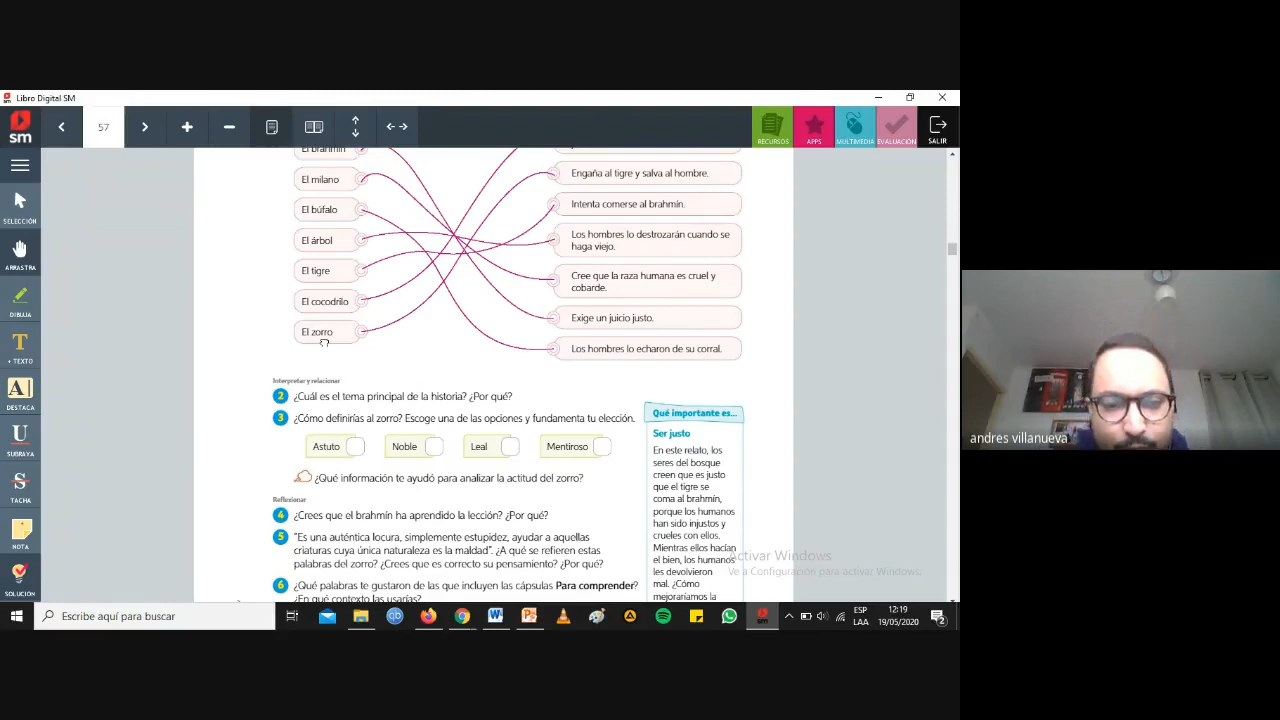 Libro Digital SM
sm
57
RECURSOS
APPS
MULTIMEDIA
EVALUACIÓN
SALIR
SELECCIÓN
ARRASTRA
DIBUJA
T
+ TEXTO
A
DESTACA
U
SUBRAYA
S
TACHA
NOTA
SOLUCIÓN
El brahmín
El milano
El búfalo
El árbol
El tigre
El cocodrilo
El zorro
Engaña al tigre y salva al hombre.
Intenta comerse al brahmín.
Los hombres lo destrozarán cuando se
haga viejo.
Cree que la raza humana es cruel y
cobarde.
Exige un juicio justo.
Los hombres lo echaron de su corral.
Interpretar y relacionar
2 ¿Cuál es el tema principal de la historia? ¿Por qué?
3 ¿Cómo definirías al zorro? Escoge una de las opciones y fundamenta tu elección.
Astuto
Noble
Leal
Mentiroso
¿Qué información te ayudó para analizar la actitud del zorro?
Reflexionar
4 ¿Crees que el brahmín ha aprendido la lección? ¿Por qué?
5 "Es una auténtica locura, simplemente estupidez, ayudar a aquellas
criaturas cuya única naturaleza es la maldad". ¿A qué se refieren estas
palabras del zorro? ¿Crees que es correcto su pensamiento? ¿Por qué?
6 ¿Qué palabras te gustaron de las que incluyen las cápsulas Para comprender?
¿En qué contexto las usarías?
Qué importante es...
Ser justo
En este relato, los
seres del bosque
creen que es justo
que el tigre se
coma al brahmín,
porque los humanos
han sido injustos y
crueles con ellos.
Mientras ellos hacían
el bien, los humanos
les devolvieron
mal. ¿Cómo
mejoraríamos la
Activar Windows
Ve a Configuración para activar Windows.
Escribe aquí para buscar
ESP
LAA
12:19
19/05/2020
2
andres villanueva